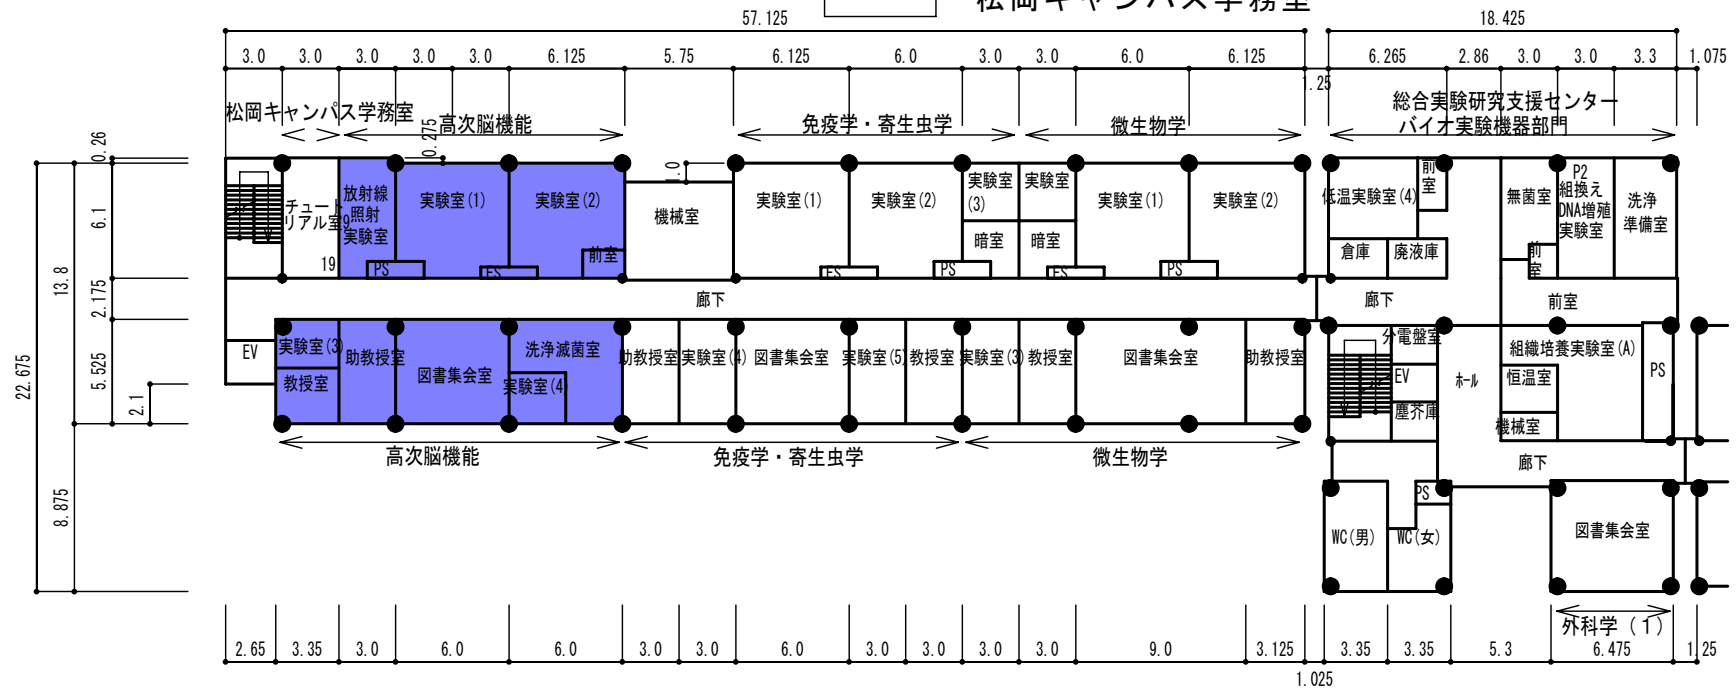 松岡キャンパス学務室
57.125
18.425
3.0 3.0 3.0 3.0 3.0 6.125 5.75 6.125 6.0 3.0 3.0 6.0 6.125 6.265 2.86 3.0 3.0 3.3 1.075
1.25
松岡キャンパス学務室
高次脳機能
免疫学・寄生虫学
微生物学
総合実験研究支援センター
バイオ実験機器部門
0.26
0.275
1.0
6.1
13.8
2.175
22.675
5.525
2.1
8.875
チュート
リアル室9
19
放射線
照射
実験室
実験室(1)
実験室(2)
前室
PS
ES
機械室
実験室(1)
実験室(2)
実験室
(3)
暗室
実験室
暗室
実験室(1)
実験室(2)
ES
PS
ES
PS
低温実験室(4)
前
室
倉庫
廃液庫
無菌室
前
室
P2
組換え
DNA増殖
実験室
洗浄
準備室
廊下
廊下
前室
EV
実験室(3)
教授室
助教授室
図書集会室
洗浄滅菌室
実験室(4)
助教授室
実験室(4)
図書集会室
実験室(5)
教授室
実験室(3)
教授室
図書集会室
助教授室
分電盤室
EV
塵芥庫
ホール
組織培養実験室(A)
恒温室
機械室
PS
高次脳機能
免疫学・寄生虫学
微生物学
廊下
WC(男)
PS
WC(女)
図書集会室
外科学（1）
2.65 3.35 3.0 6.0 6.0 3.0 3.0 6.0 3.0 3.0 3.0 3.0 9.0 3.125 3.35 3.35 5.3 6.475 1.25
1.025